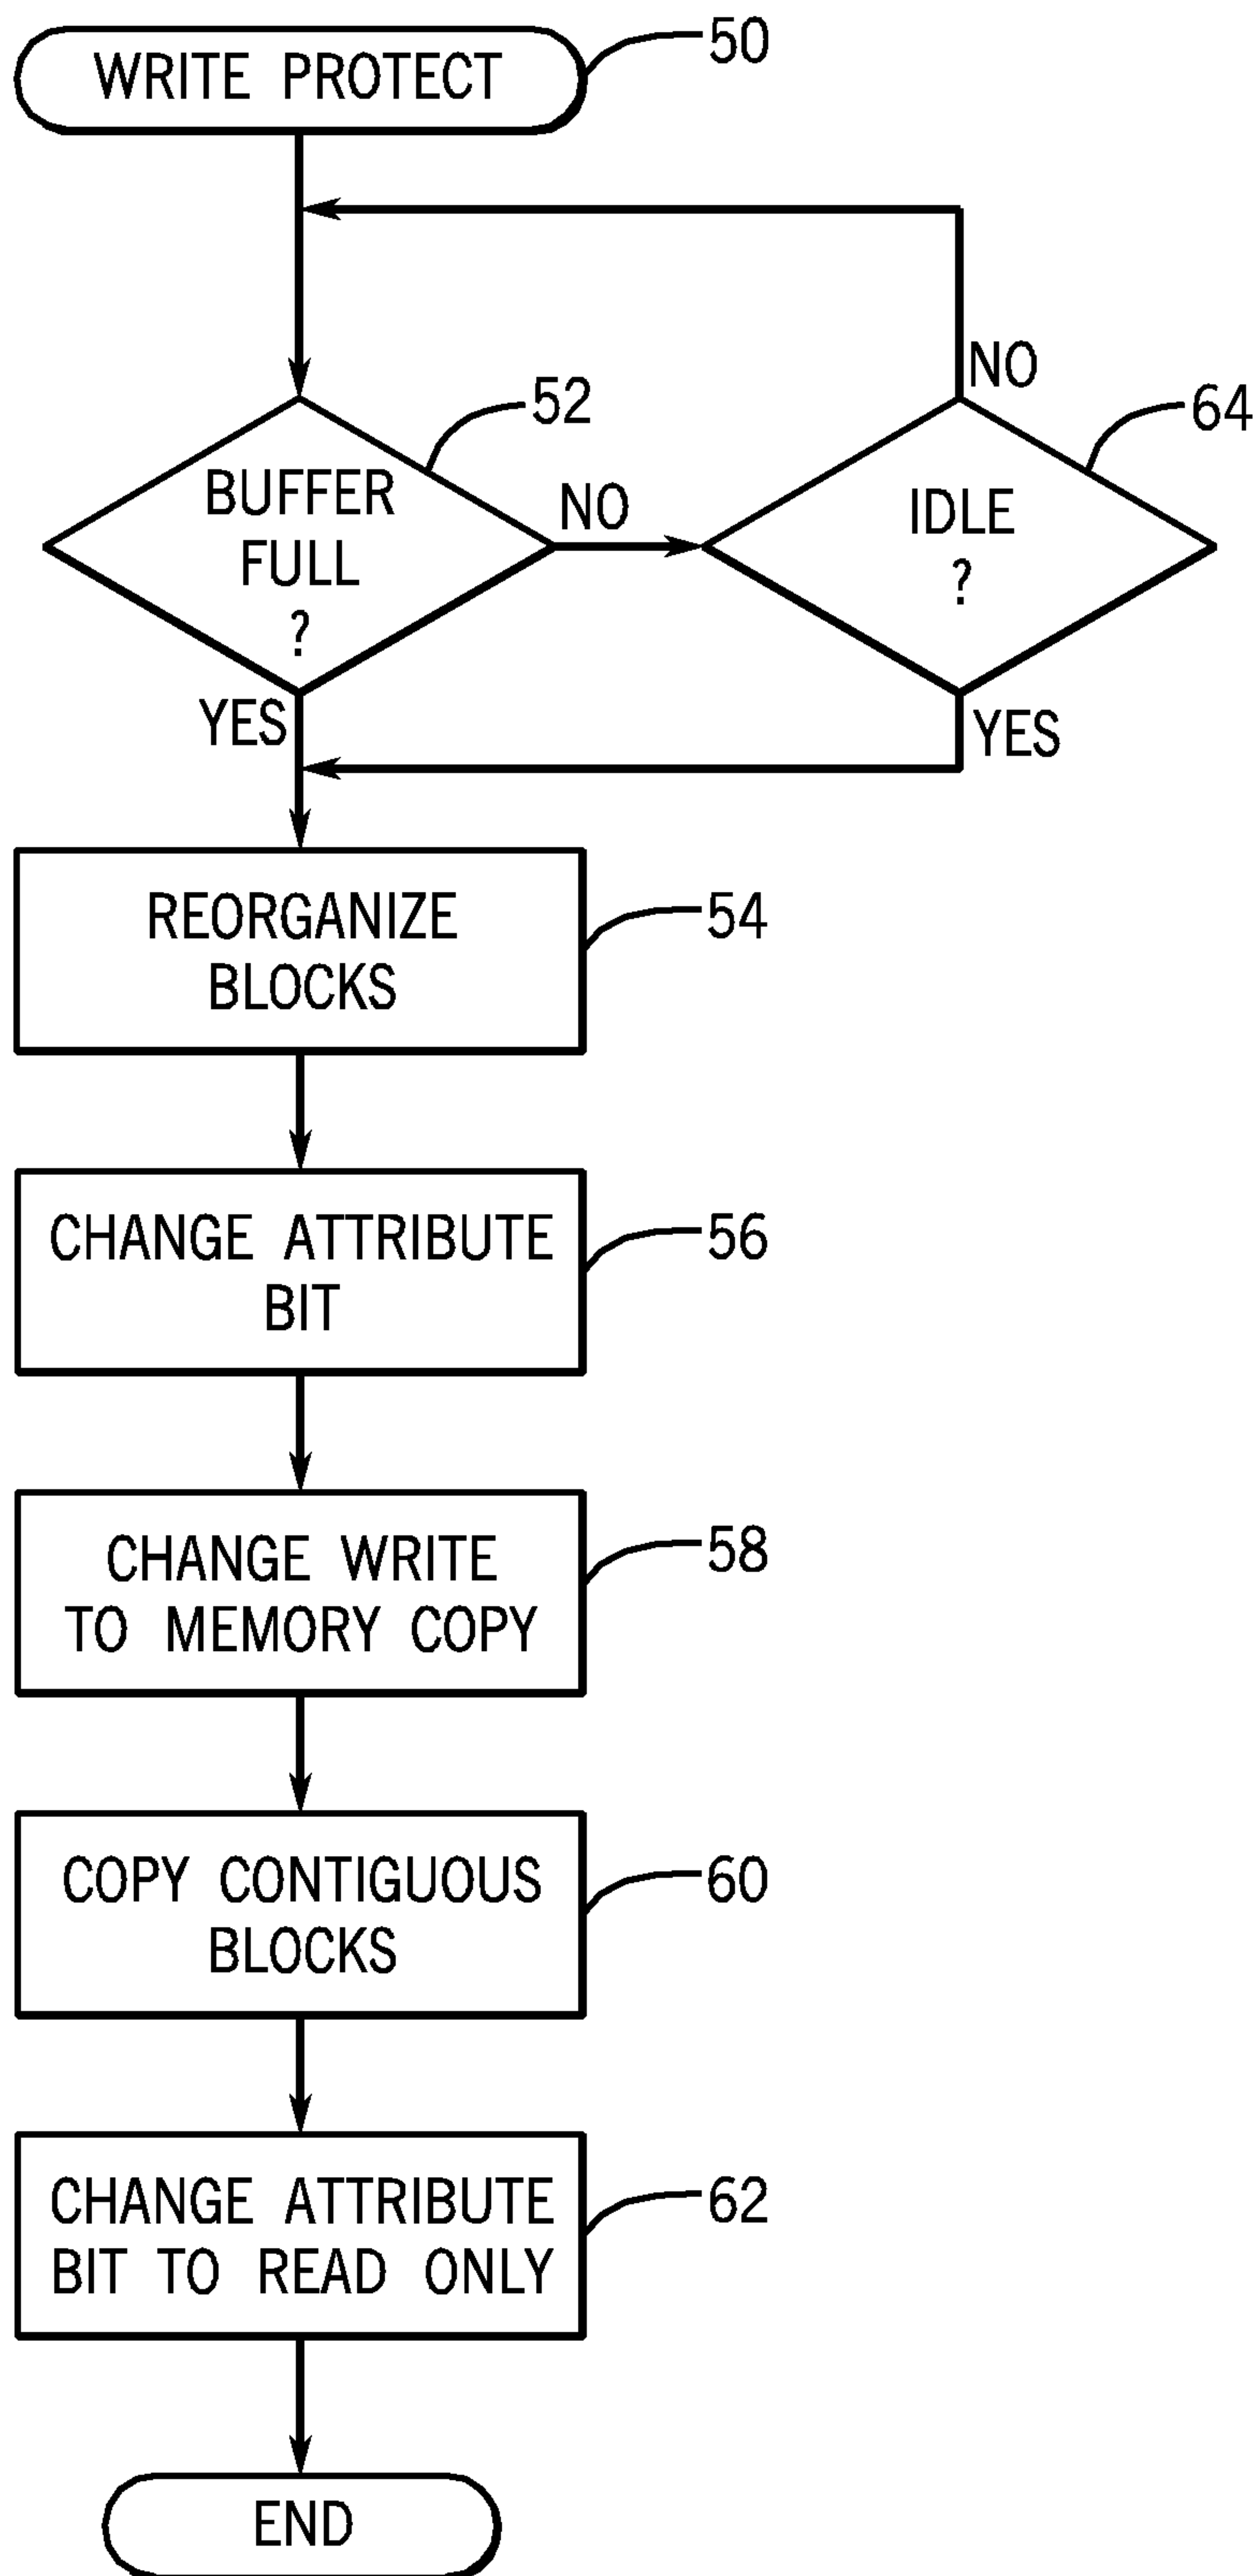 WRITE PROTECT
50
NO
52
64
BUFFER
FULL
?
NO
IDLE
?
YES
YES
REORGANIZE
BLOCKS
54
CHANGE ATTRIBUTE
BIT
56
CHANGE WRITE
TO MEMORY COPY
58
COPY CONTIGUOUS
BLOCKS
60
CHANGE ATTRIBUTE
BIT TO READ ONLY
62
END